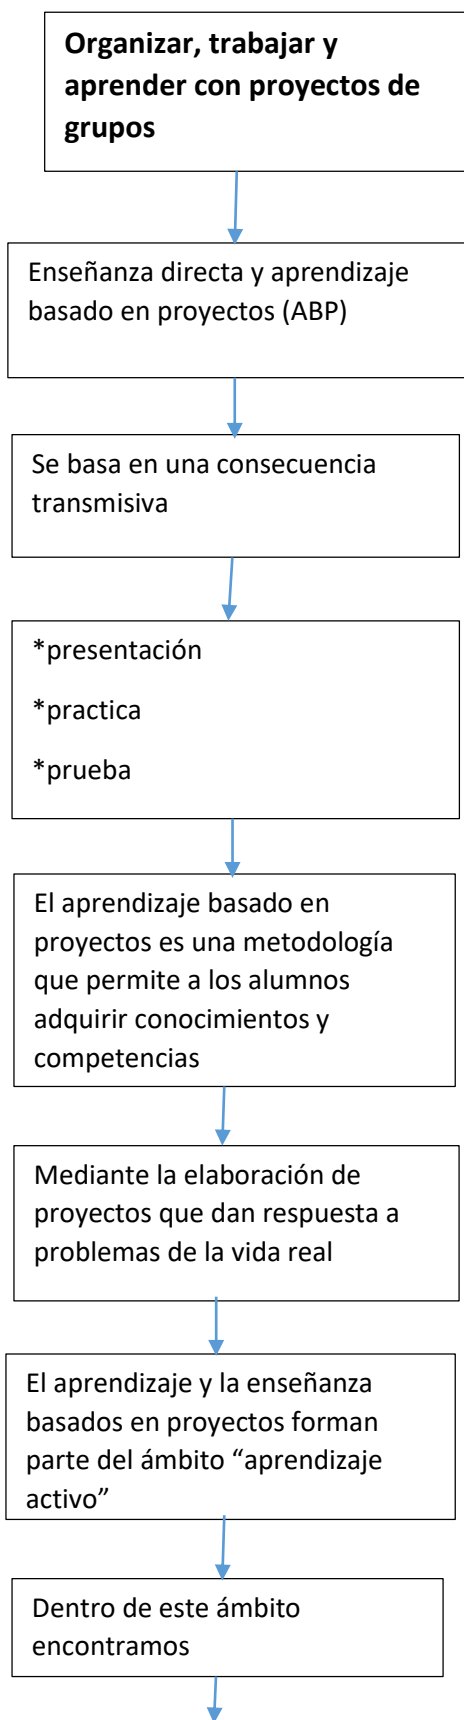 Organizar, trabajar y
aprender con proyectos de
grupos
Enseñanza directa y aprendizaje
basado en proyectos (ABP)
Se basa en una consecuencia
transmisiva
*presentación
*practica
*prueba
El aprendizaje basado en
proyectos es una metodología
que permite a los alumnos
adquirir conocimientos y
competencias
Mediante la elaboración de
proyectos que dan respuesta a
problemas de la vida real
El aprendizaje y la enseñanza
basados en proyectos forman
parte del ámbito “aprendizaje
activo”
Dentro de este ámbito
encontramos